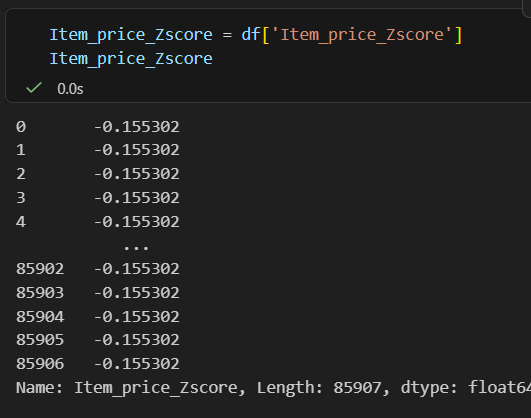 Item_price_Zscore = df['Item_price_Zscore']
Item_price_Zscore
0.0s
0 -0.155302
1 -0.155302
2 -0.155302
3 -0.155302
4 -0.155302
...
85902 -0.155302
85903 -0.155302
85904 -0.155302
85905 -0.155302
85906 -0.155302
Name: Item_price_Zscore, Length: 85907, dtype: float64